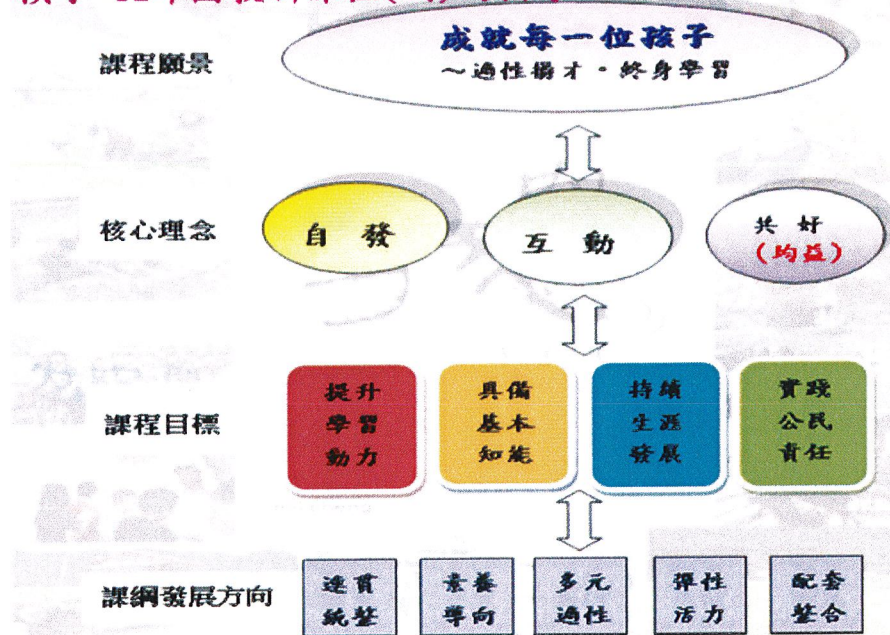 課程願景
成就每一位孩子
～適性揚才・終身學習
核心理念
自 發
互 動
共 好
(均益)
課程目標
提升
學習
動力
具備
基本
知能
持續
生涯
發展
實踐
公民
責任
課綱發展方向
連貫
統整
素養
導向
多元
適性
彈性
活力
配套
整合